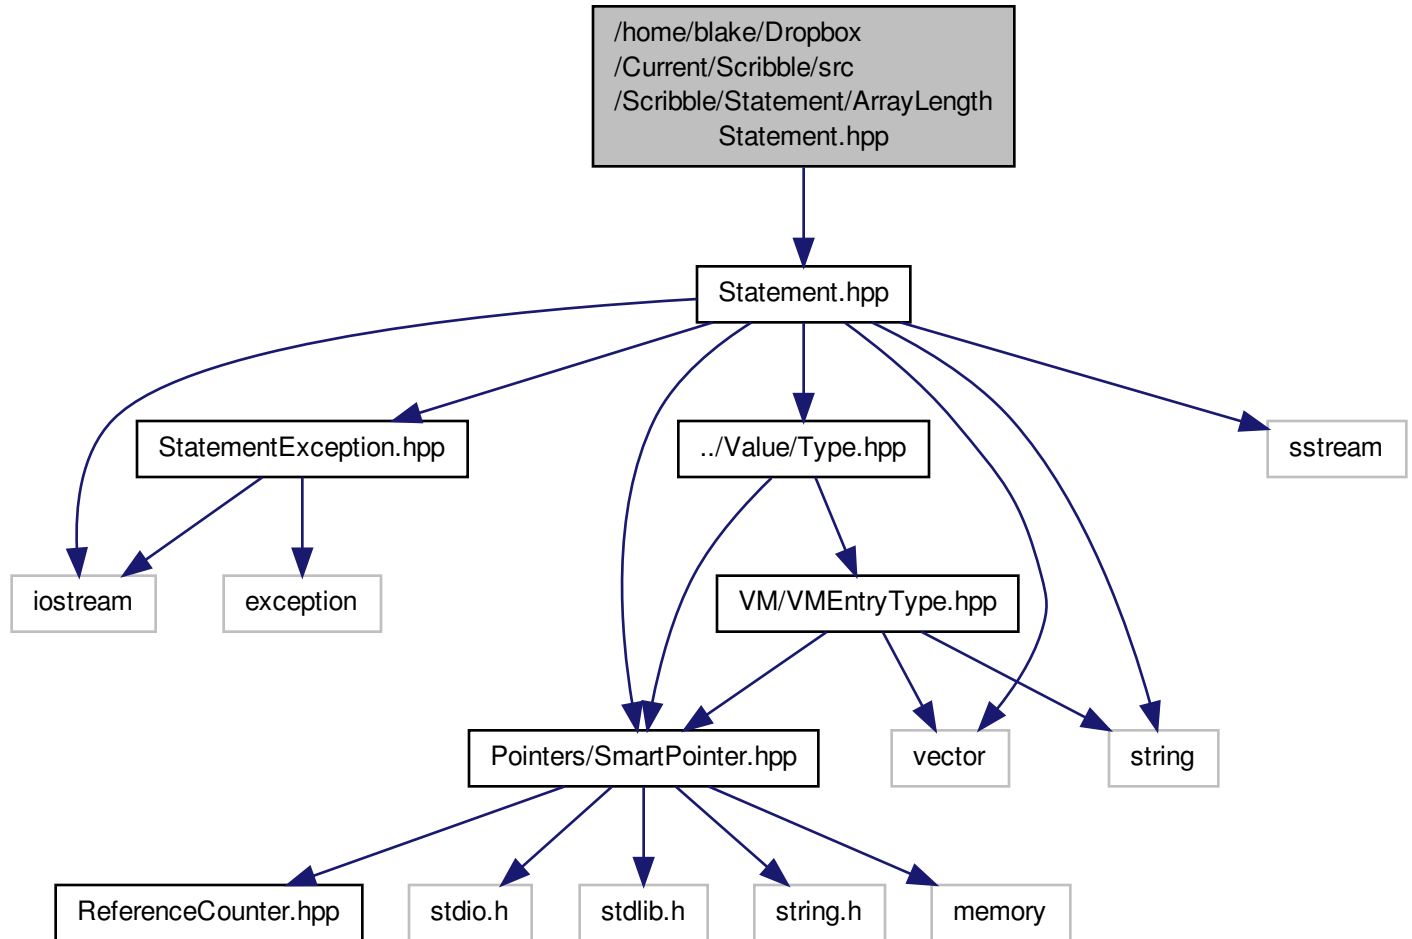 /home/blake/Dropbox
/Current/Scribble/src
/Scribble/Statement/ArrayLength
Statement.hpp
Statement.hpp
StatementException.hpp
../Value/Type.hpp
sstream
iostream
exception
VM/VMEntryType.hpp
Pointers/SmartPointer.hpp
vector
string
ReferenceCounter.hpp
stdio.h
stdlib.h
string.h
memory